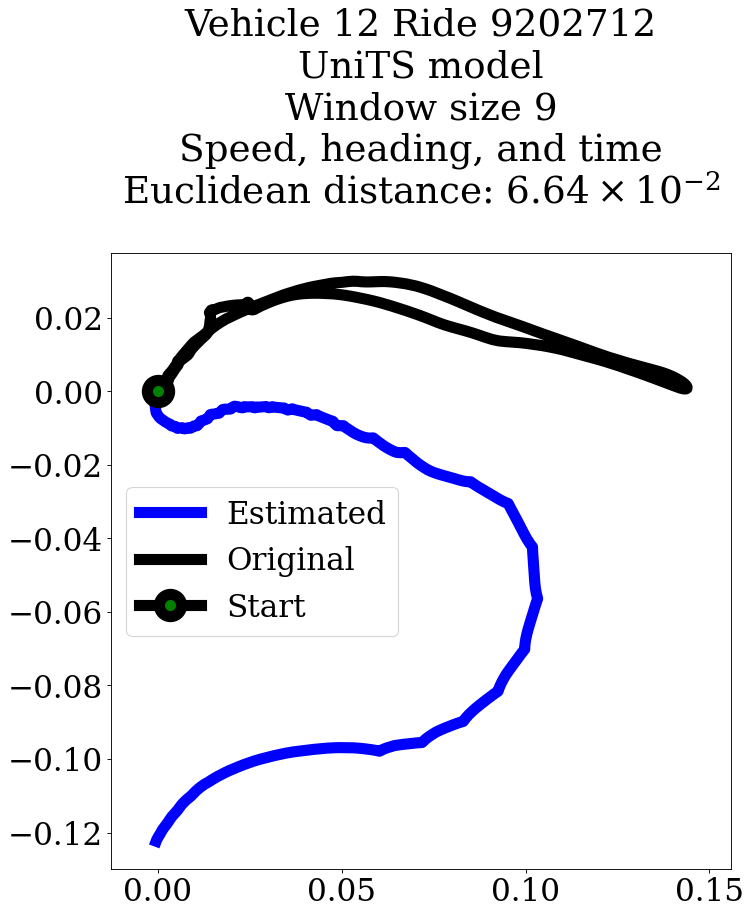 Vehicle 12 Ride 9202712
UniTS model
Window size 9
Speed, heading, and time
Euclidean distance: 6.64 × 10⁻²
0.02
0.00
−0.02
−0.04
−0.06
−0.08
−0.10
−0.12
Estimated
Original
Start
0.00 0.05 0.10 0.15